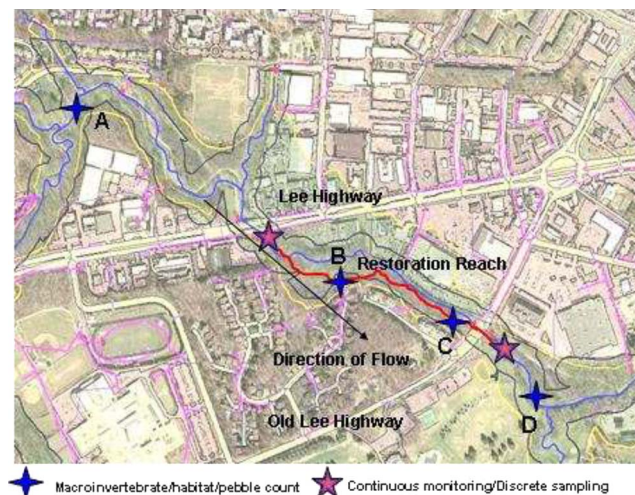 A
Lee Highway
B
Restoration Reach
Direction of Flow
C
Old Lee Highway
D
Macroinvertebrate/habitat/pebble count
Continuous monitoring/Discrete sampling